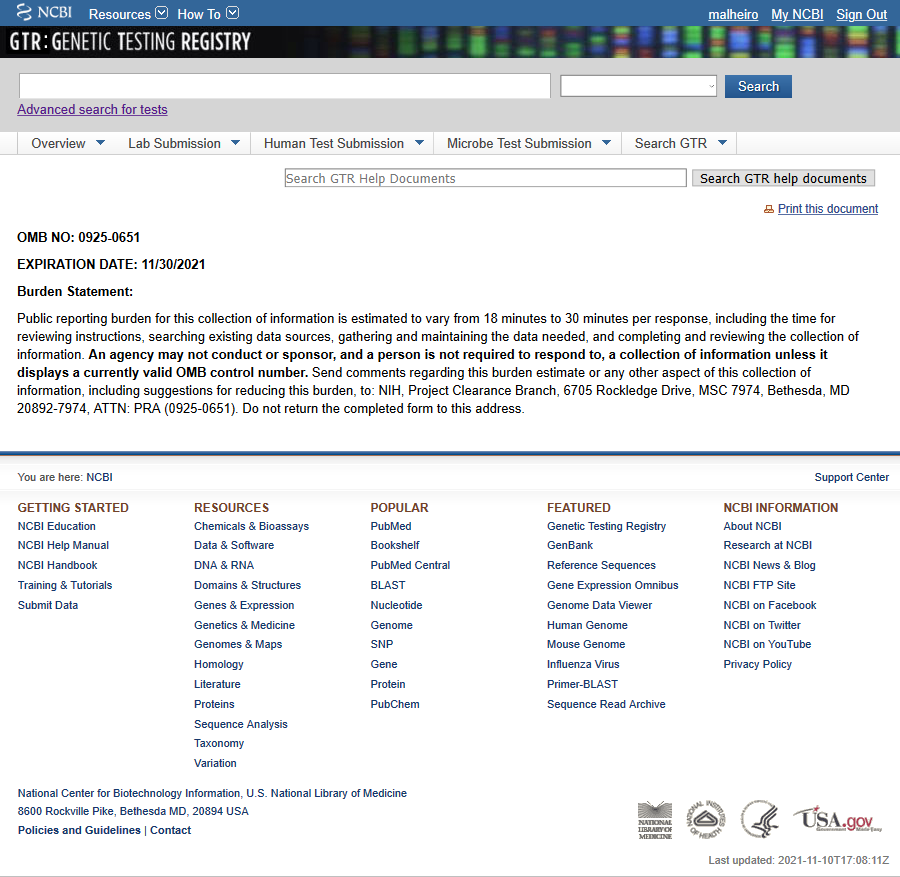 NCBI Resources How To malheiro My NCBI Sign Out
GTR: GENETIC TESTING REGISTRY
Search
Advanced search for tests
Overview Lab Submission Human Test Submission Microbe Test Submission Search GTR
Search GTR Help Documents Search GTR help documents
Print this document
OMB NO: 0925-0651
EXPIRATION DATE: 11/30/2021
Burden Statement:
Public reporting burden for this collection of information is estimated to vary from 18 minutes to 30 minutes per response, including the time for
reviewing instructions, searching existing data sources, gathering and maintaining the data needed, and completing and reviewing the collection of
information. An agency may not conduct or sponsor, and a person is not required to respond to, a collection of information unless it
displays a currently valid OMB control number. Send comments regarding this burden estimate or any other aspect of this collection of
information, including suggestions for reducing this burden, to: NIH, Project Clearance Branch, 6705 Rockledge Drive, MSC 7974, Bethesda, MD
20892-7974, ATTN: PRA (0925-0651). Do not return the completed form to this address.
You are here: NCBI Support Center
GETTING STARTED
NCBI Education
NCBI Help Manual
NCBI Handbook
Training & Tutorials
Submit Data
RESOURCES
Chemicals & Bioassays
Data & Software
DNA & RNA
Domains & Structures
Genes & Expression
Genetics & Medicine
Genomes & Maps
Homology
Literature
Proteins
Sequence Analysis
Taxonomy
Variation
POPULAR
PubMed
Bookshelf
PubMed Central
BLAST
Nucleotide
Genome
SNP
Gene
Protein
PubChem
FEATURED
Genetic Testing Registry
GenBank
Reference Sequences
Gene Expression Omnibus
Genome Data Viewer
Human Genome
Mouse Genome
Influenza Virus
Primer-BLAST
Sequence Read Archive
NCBI INFORMATION
About NCBI
Research at NCBI
NCBI News & Blog
NCBI FTP Site
NCBI on Facebook
NCBI on Twitter
NCBI on YouTube
Privacy Policy
National Center for Biotechnology Information, U.S. National Library of Medicine
8600 Rockville Pike, Bethesda MD, 20894 USA
Policies and Guidelines | Contact
NATIONAL
LIBRARY OF
MEDICINE
NATIONAL INSTITUTES
OF HEALTH
USA.gov
Government Made Easy
Last updated: 2021-11-10T17:08:11Z